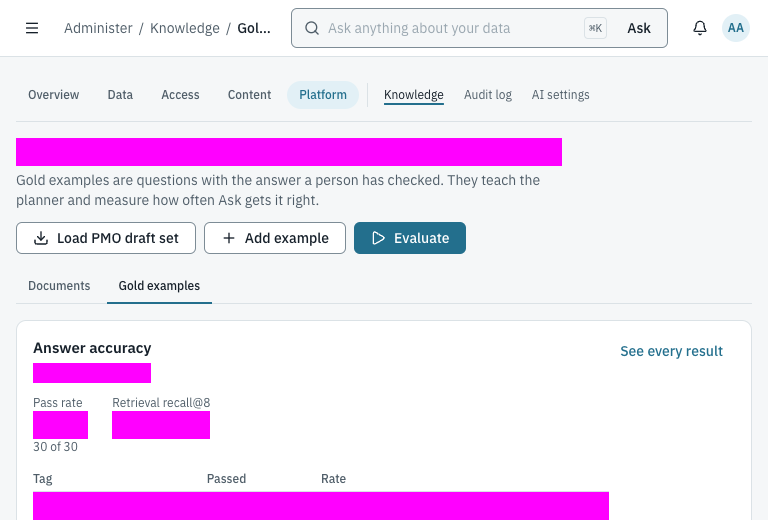 Administer / Knowledge / Gol...
Ask anything about your data
⌘K
Ask
AA
Overview
Data
Access
Content
Platform
Knowledge
Audit log
AI settings
Gold examples are questions with the answer a person has checked. They teach the
planner and measure how often Ask gets it right.
Load PMO draft set
Add example
Evaluate
Documents
Gold examples
Answer accuracy
See every result
Pass rate
Retrieval recall@8
30 of 30
Tag
Passed
Rate